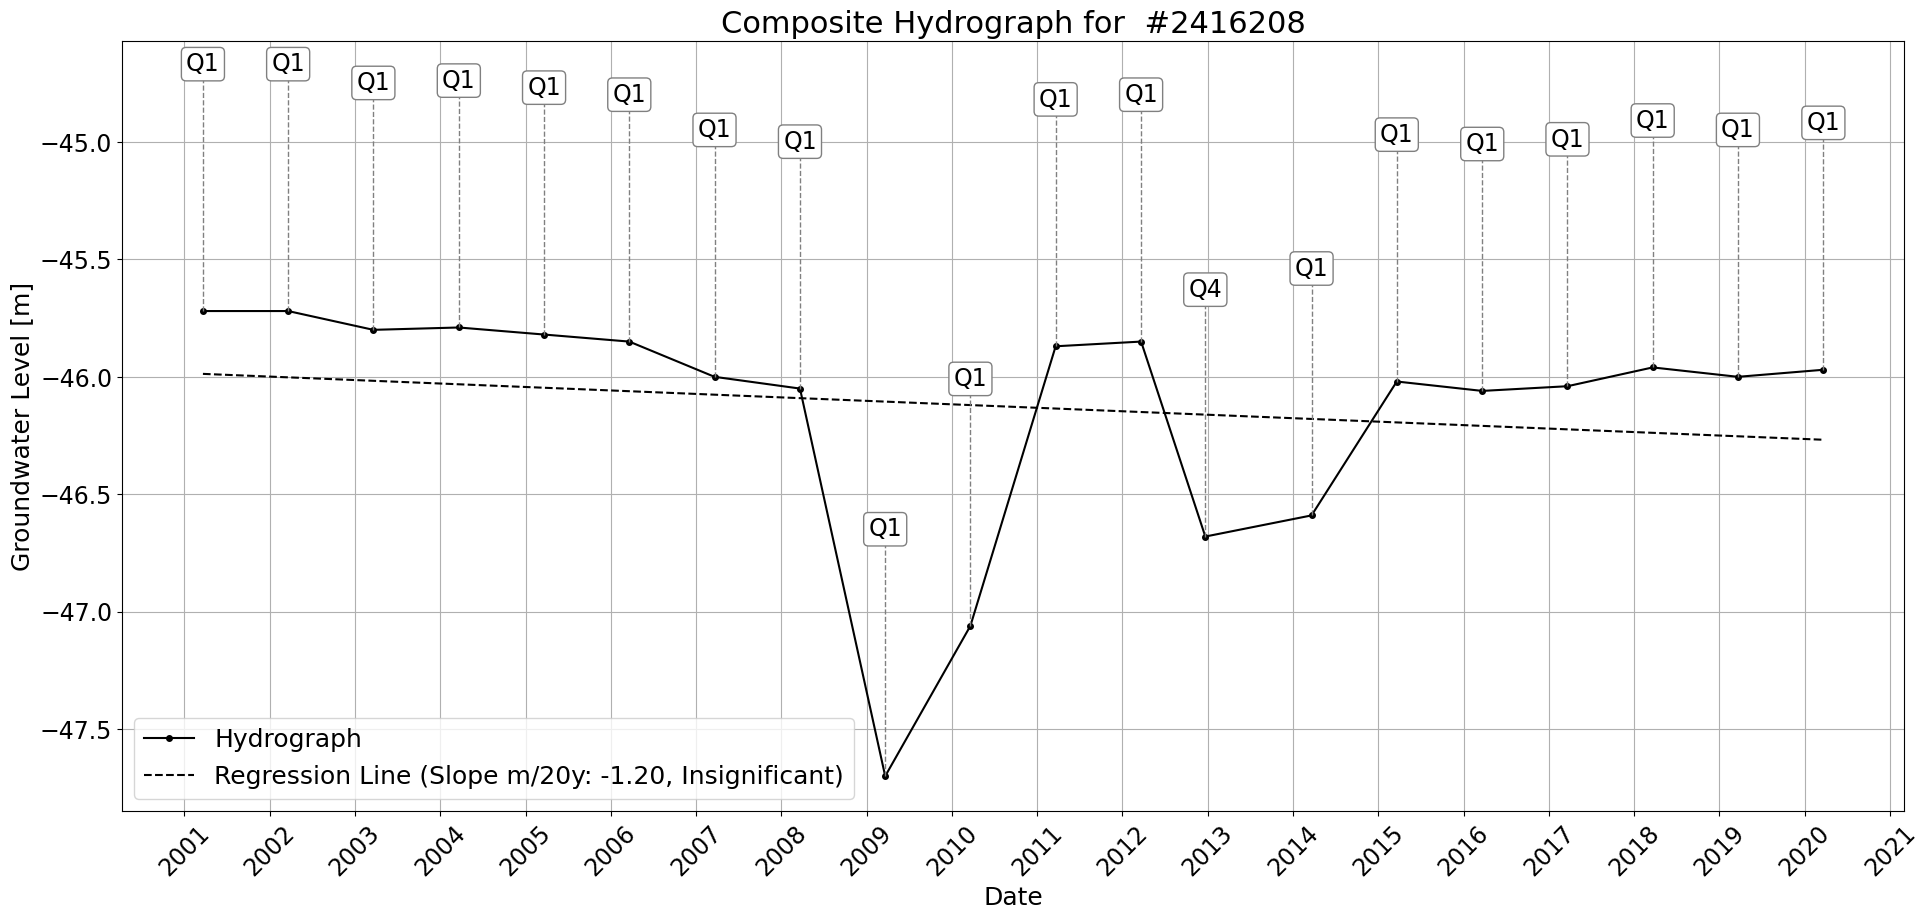 Composite Hydrograph for  #2416208
Q1 Q1 Q1 Q1 Q1 Q1 Q1 Q1 Q1 Q1 Q1 Q1 Q4 Q1 Q1 Q1 Q1 Q1 Q1 Q1
Groundwater Level [m]
−45.0
−45.5
−46.0
−46.5
−47.0
−47.5
Hydrograph
Regression Line (Slope m/20y: -1.20, Insignificant)
2001 2002 2003 2004 2005 2006 2007 2008 2009 2010 2011 2012 2013 2014 2015 2016 2017 2018 2019 2020 2021
Date